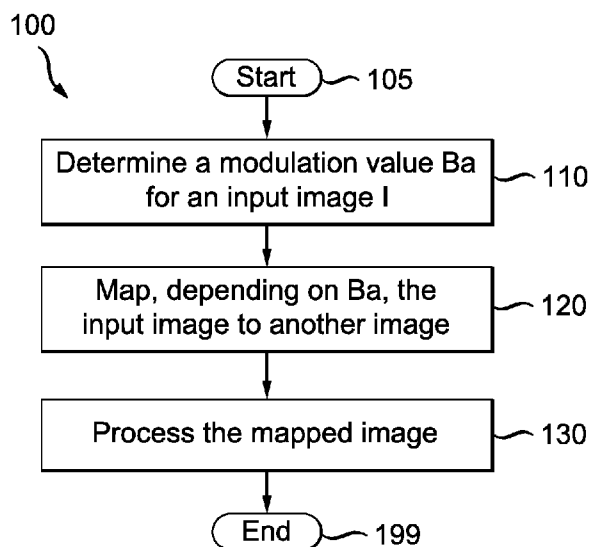 100
Start
105
Determine a modulation value Ba
for an input image I
110
Map, depending on Ba, the
input image to another image
120
Process the mapped image
130
End
199